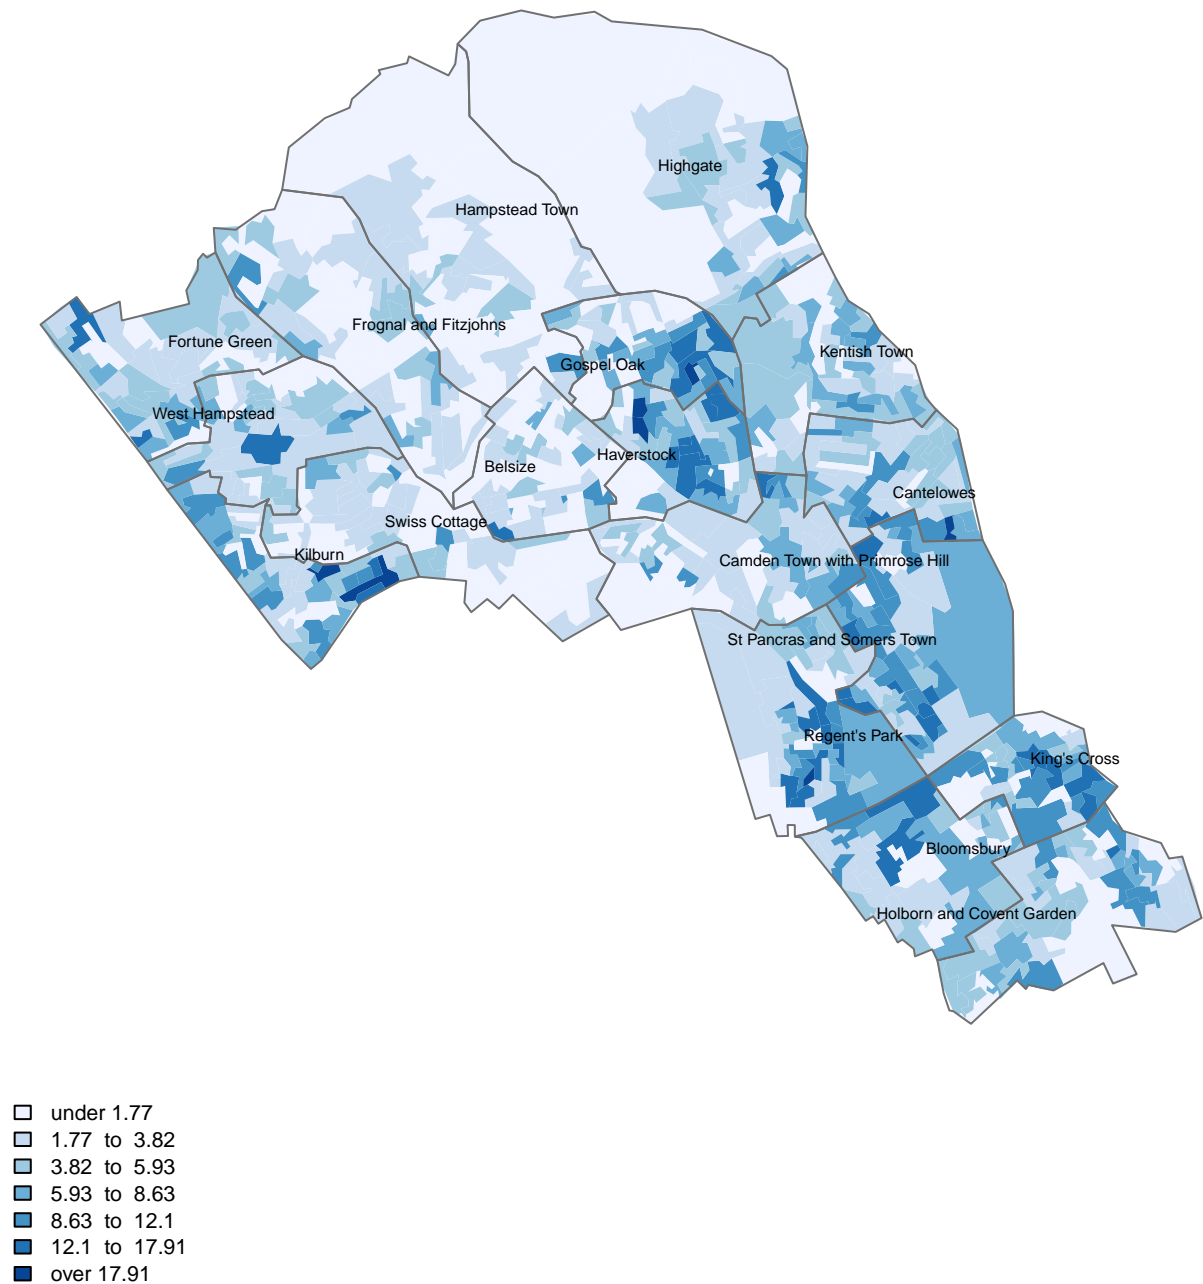 Highgate
Hampstead Town
Frognal and Fitzjohns
Fortune Green
Kentish Town
Gospel Oak
West Hampstead
Haverstock
Belsize
Cantelowes
Swiss Cottage
Kilburn
Camden Town with Primrose Hill
St Pancras and Somers Town
Regent's Park
King's Cross
Bloomsbury
Holborn and Covent Garden
under 1.77
1.77 to 3.82
3.82 to 5.93
5.93 to 8.63
8.63 to 12.1
12.1 to 17.91
over 17.91